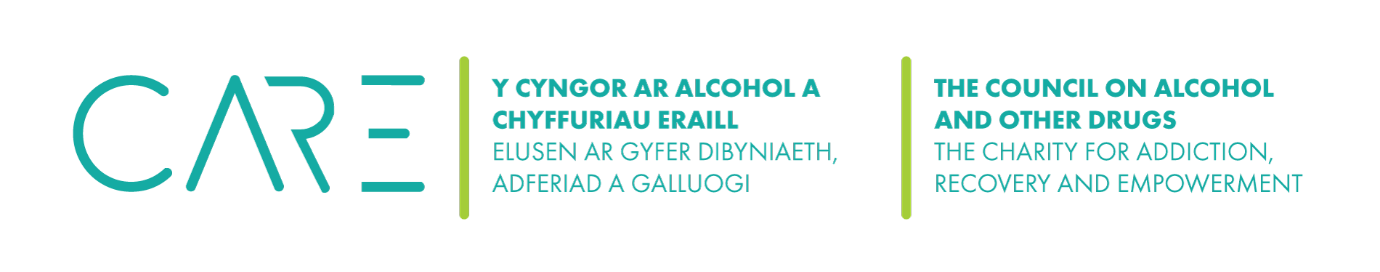 CARE
Y CYNGOR AR ALCOHOL A
CHYFFURIAU ERAILL
ELUSEN AR GYFER DIBYNIAETH,
ADFERIAD A GALLUOGI
THE COUNCIL ON ALCOHOL
AND OTHER DRUGS
THE CHARITY FOR ADDICTION,
RECOVERY AND EMPOWERMENT